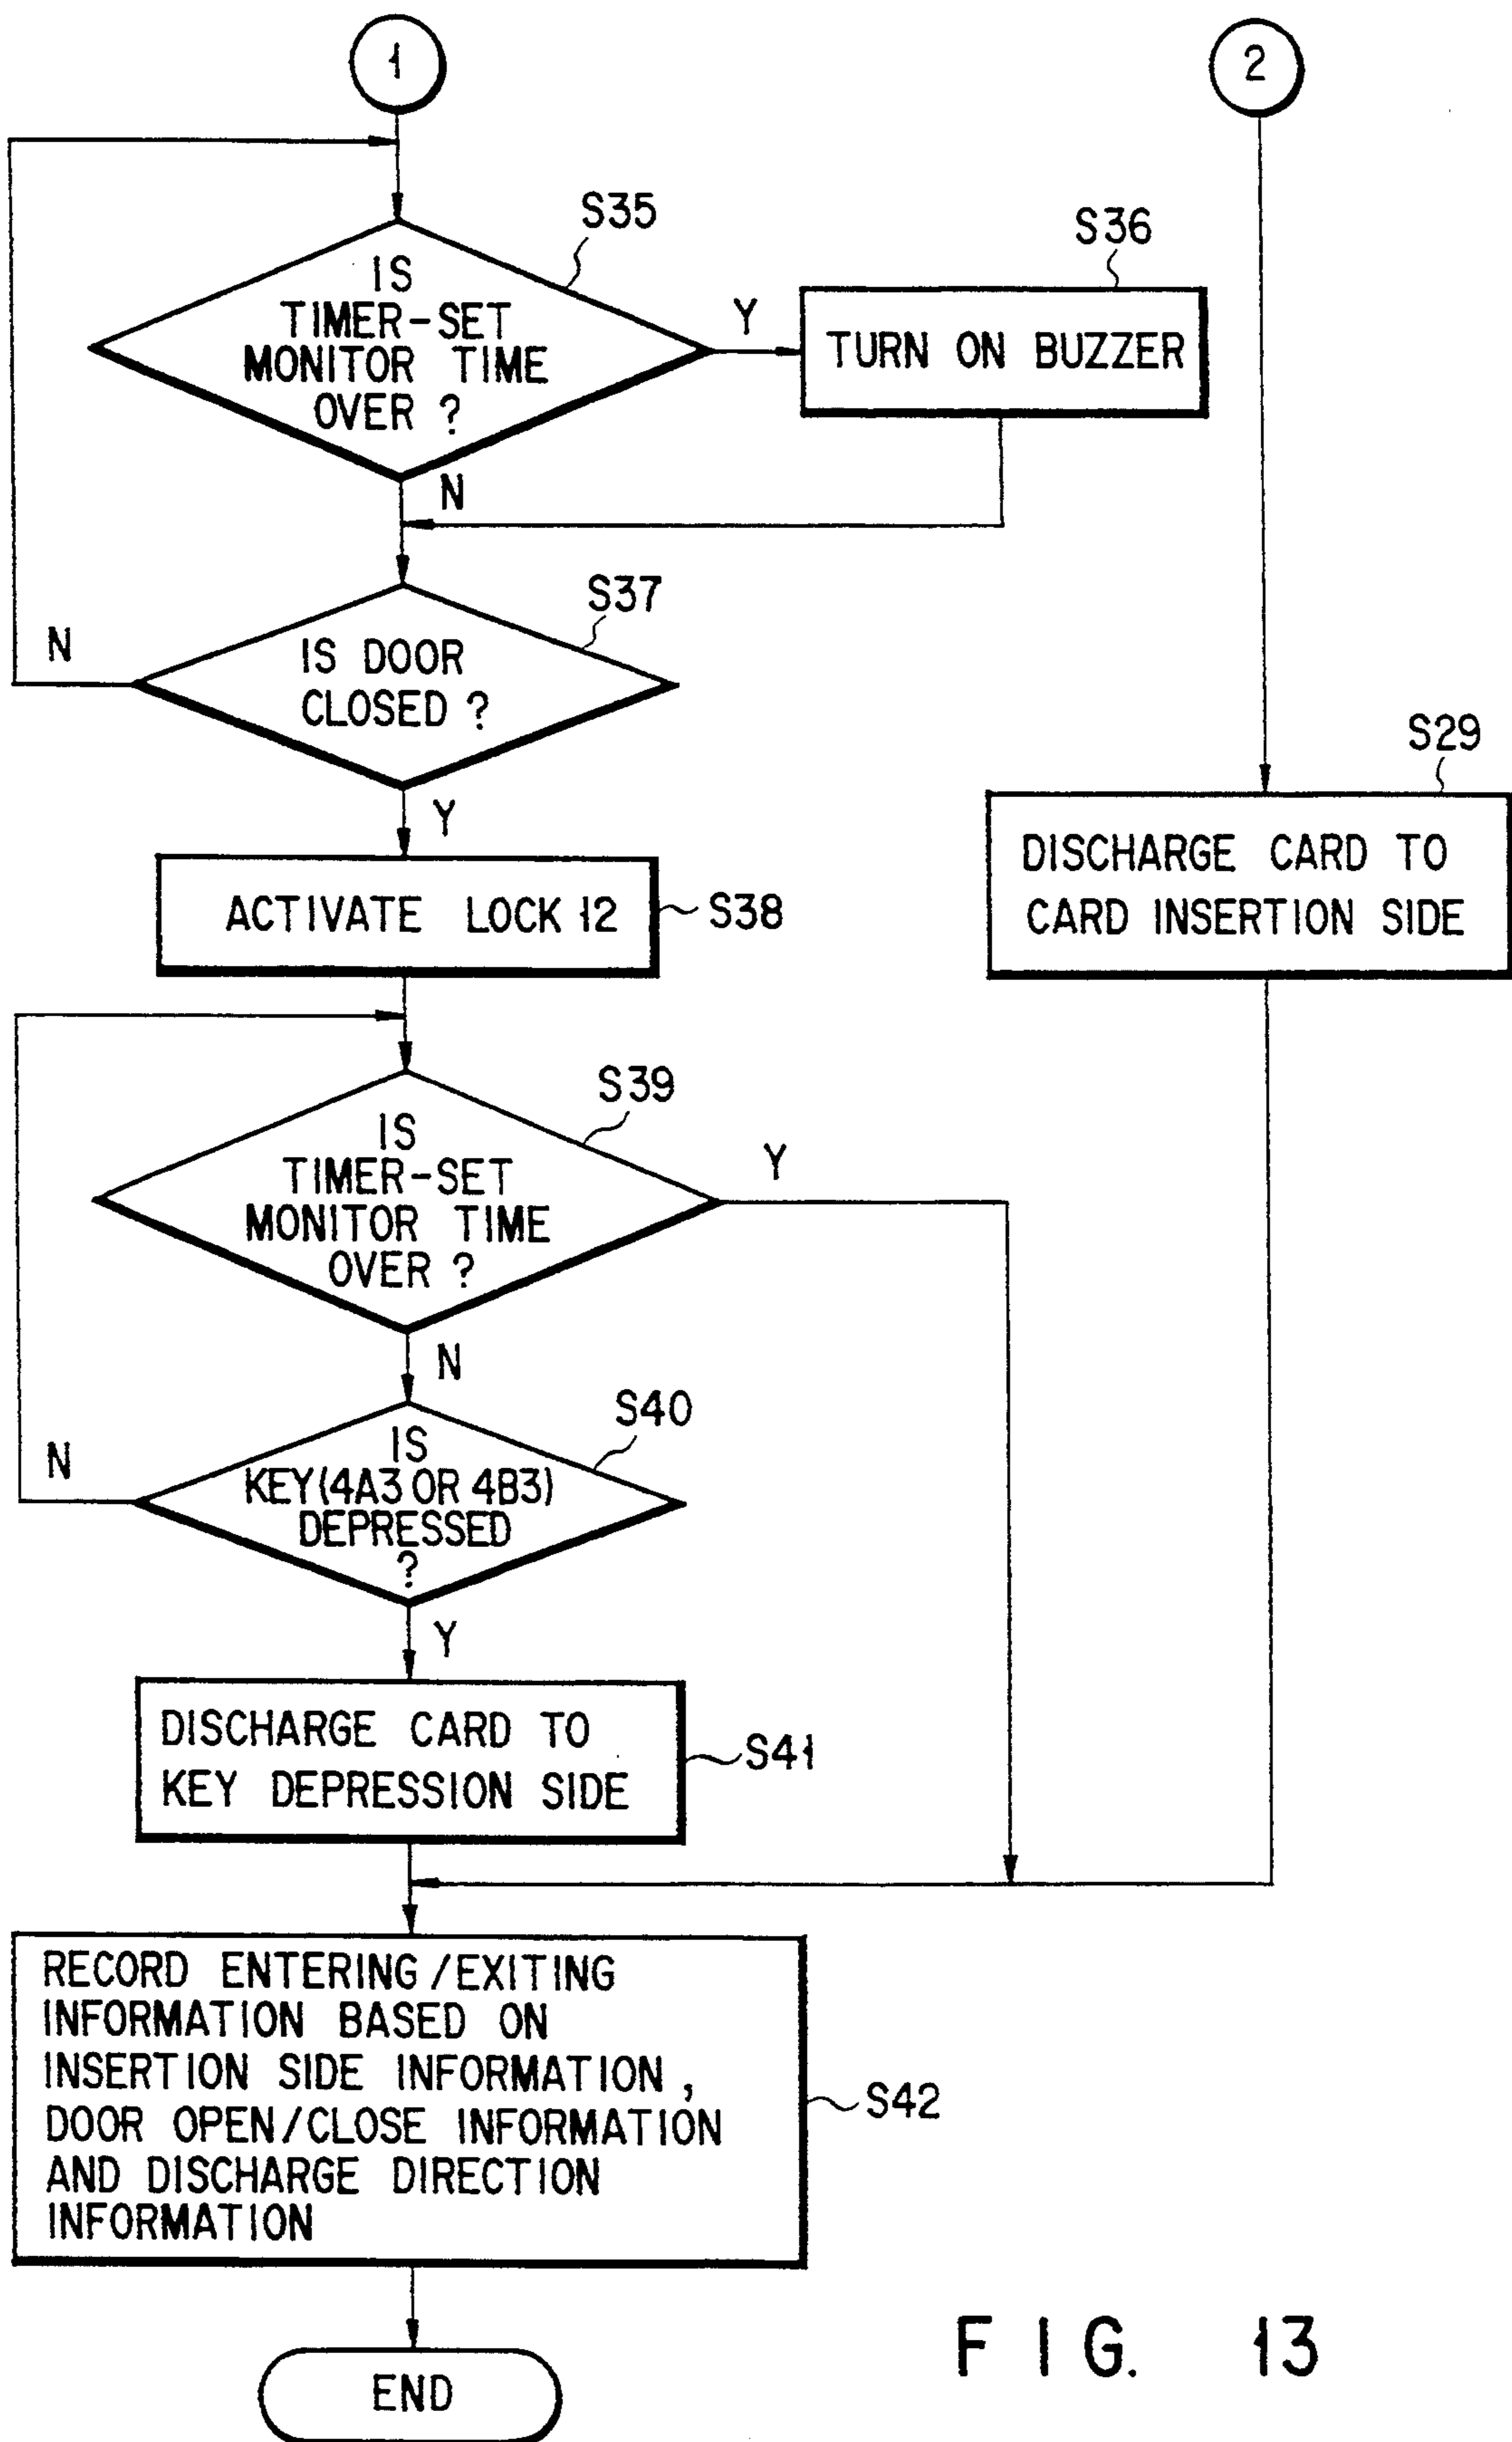 1
2
S35
IS
TIMER-SET
MONITOR TIME
OVER ?
Y
S36
TURN ON BUZZER
N
S37
IS DOOR
CLOSED ?
N
Y
S29
DISCHARGE CARD TO
CARD INSERTION SIDE
ACTIVATE LOCK 12
S38
S39
IS
TIMER-SET
MONITOR TIME
OVER ?
Y
N
S40
IS
KEY(4A3 OR 4B3)
DEPRESSED
?
N
Y
DISCHARGE CARD TO
KEY DEPRESSION SIDE
S41
RECORD ENTERING/EXITING
INFORMATION BASED ON
INSERTION SIDE INFORMATION,
DOOR OPEN/CLOSE INFORMATION
AND DISCHARGE DIRECTION
INFORMATION
S42
END
FIG. 13